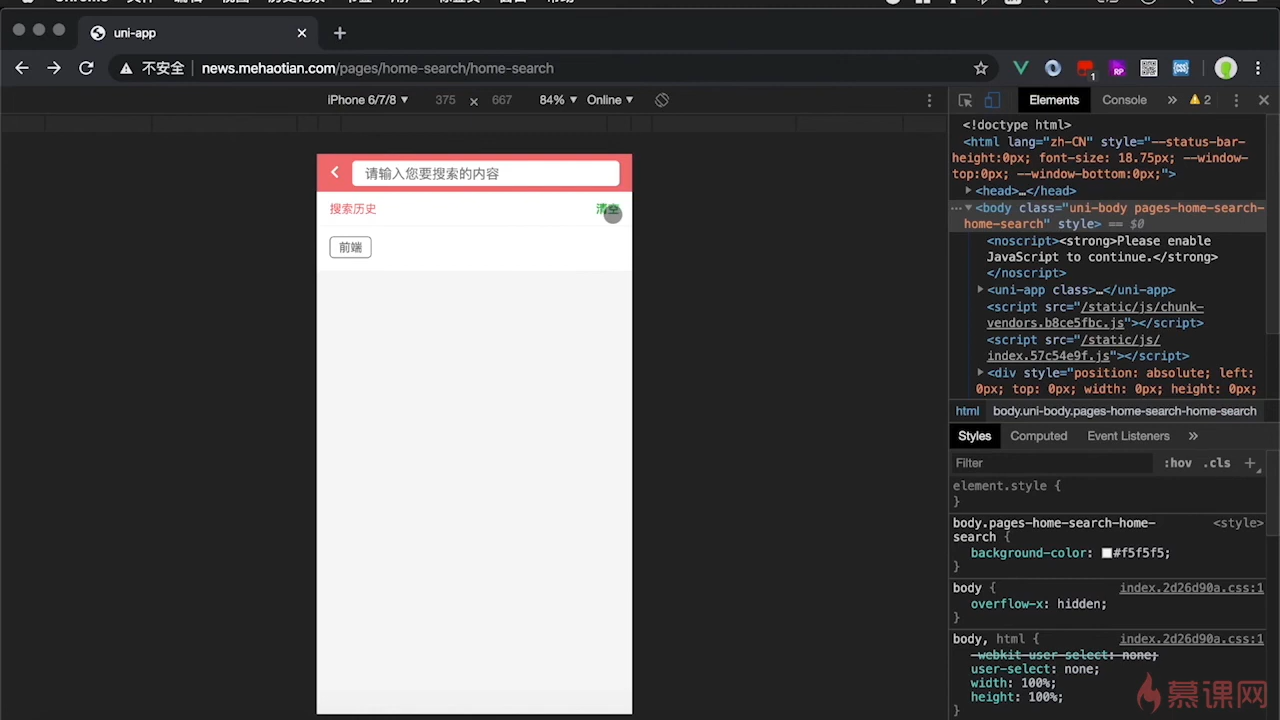 uni-app
不安全
news.mehaotian.com/pages/home-search/home-search
1
iPhone 6/7/8 ▼ 375 × 667 84% ▼ Online ▼
Elements Console » 2
请输入您要搜索的内容
搜索历史
清空
前端
<!doctype html>
<html lang="zh-CN" style="--status-bar-
height:0px; font-size: 18.75px; --window-
top:0px; --window-bottom:0px;">
<head>…</head>
<body class="uni-body pages-home-search-
home-search" style> == $0
<noscript><strong>Please enable
JavaScript to continue.</strong>
</noscript>
<uni-app class>…</uni-app>
<script src="/static/js/chunk-
vendors.b8ce5fbc.js"></script>
<script src="/static/js/
index.57c54e9f.js"></script>
<div style="position: absolute; left:
0px; top: 0px; width: 0px; height: 0px;
html body.uni-body.pages-home-search-home-search
Styles Computed Event Listeners »
Filter :hov .cls +
element.style {
}
body.pages-home-search-home- <style>
search {
background-color: #f5f5f5;
}
body { index.2d26d90a.css:1
overflow-x: hidden;
}
body, html { index.2d26d90a.css:1
-webkit-user-select: none;
user-select: none;
width: 100%;
height: 100%;
}
慕课网